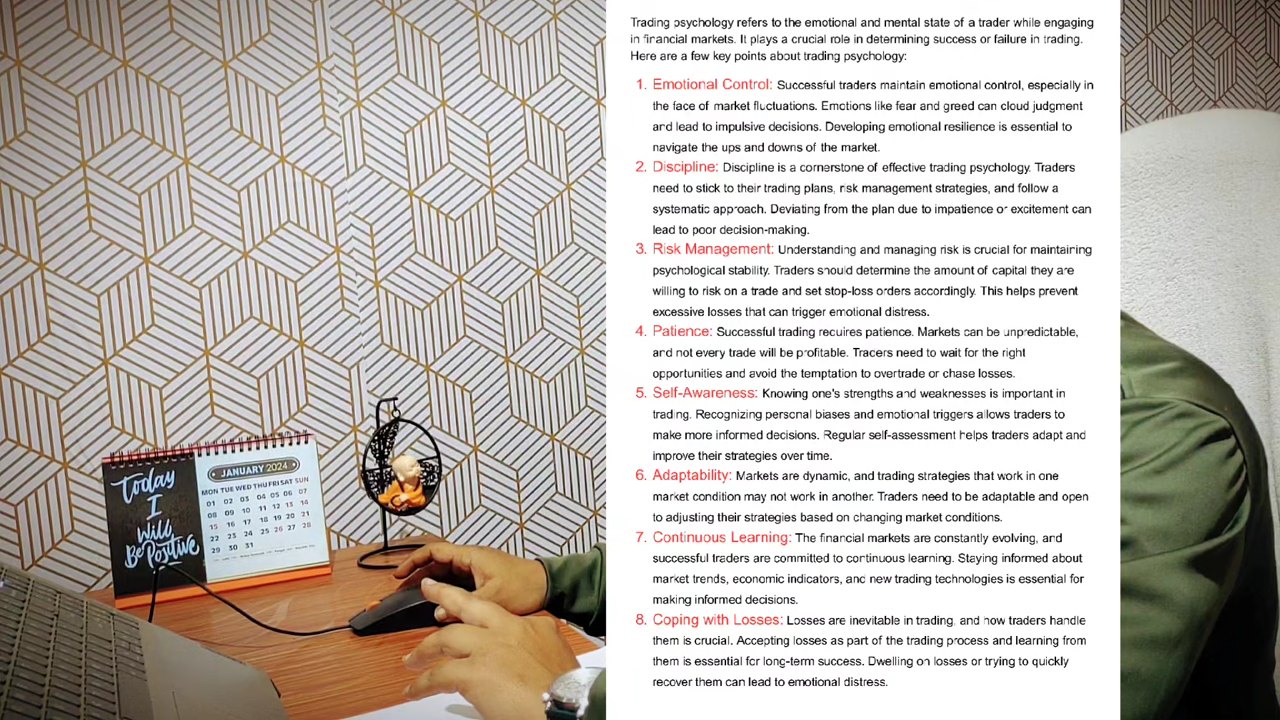 Trading psychology refers to the emotional and mental state of a trader while engaging
in financial markets. It plays a crucial role in determining success or failure in trading.
Here are a few key points about trading psychology:
1. Emotional Control: Successful traders maintain emotional control, especially in
the face of market fluctuations. Emotions like fear and greed can cloud judgment
and lead to impulsive decisions. Developing emotional resilience is essential to
navigate the ups and downs of the market.
2. Discipline: Discipline is a cornerstone of effective trading psychology. Traders
need to stick to their trading plans, risk management strategies, and follow a
systematic approach. Deviating from the plan due to impatience or excitement can
lead to poor decision-making.
3. Risk Management: Understanding and managing risk is crucial for maintaining
psychological stability. Traders should determine the amount of capital they are
willing to risk on a trade and set stop-loss orders accordingly. This helps prevent
excessive losses that can trigger emotional distress.
4. Patience: Successful trading requires patience. Markets can be unpredictable,
and not every trade will be profitable. Traders need to wait for the right
opportunities and avoid the temptation to overtrade or chase losses.
5. Self-Awareness: Knowing one's strengths and weaknesses is important in
trading. Recognizing personal biases and emotional triggers allows traders to
make more informed decisions. Regular self-assessment helps traders adapt and
improve their strategies over time.
6. Adaptability: Markets are dynamic, and trading strategies that work in one
market condition may not work in another. Traders need to be adaptable and open
to adjusting their strategies based on changing market conditions.
7. Continuous Learning: The financial markets are constantly evolving, and
successful traders are committed to continuous learning. Staying informed about
market trends, economic indicators, and new trading technologies is essential for
making informed decisions.
8. Coping with Losses: Losses are inevitable in trading, and how traders handle
them is crucial. Accepting losses as part of the trading process and learning from
them is essential for long-term success. Dwelling on losses or trying to quickly
recover them can lead to emotional distress.
today
I
will
Be Positive
JANUARY 2024
MON TUE WED THU FRI SAT SUN
01 02 03 04 05 06 07
08 09 10 11 12 13 14
15 16 17 18 19 20 21
22 23 24 25 26 27 28
29 30 31